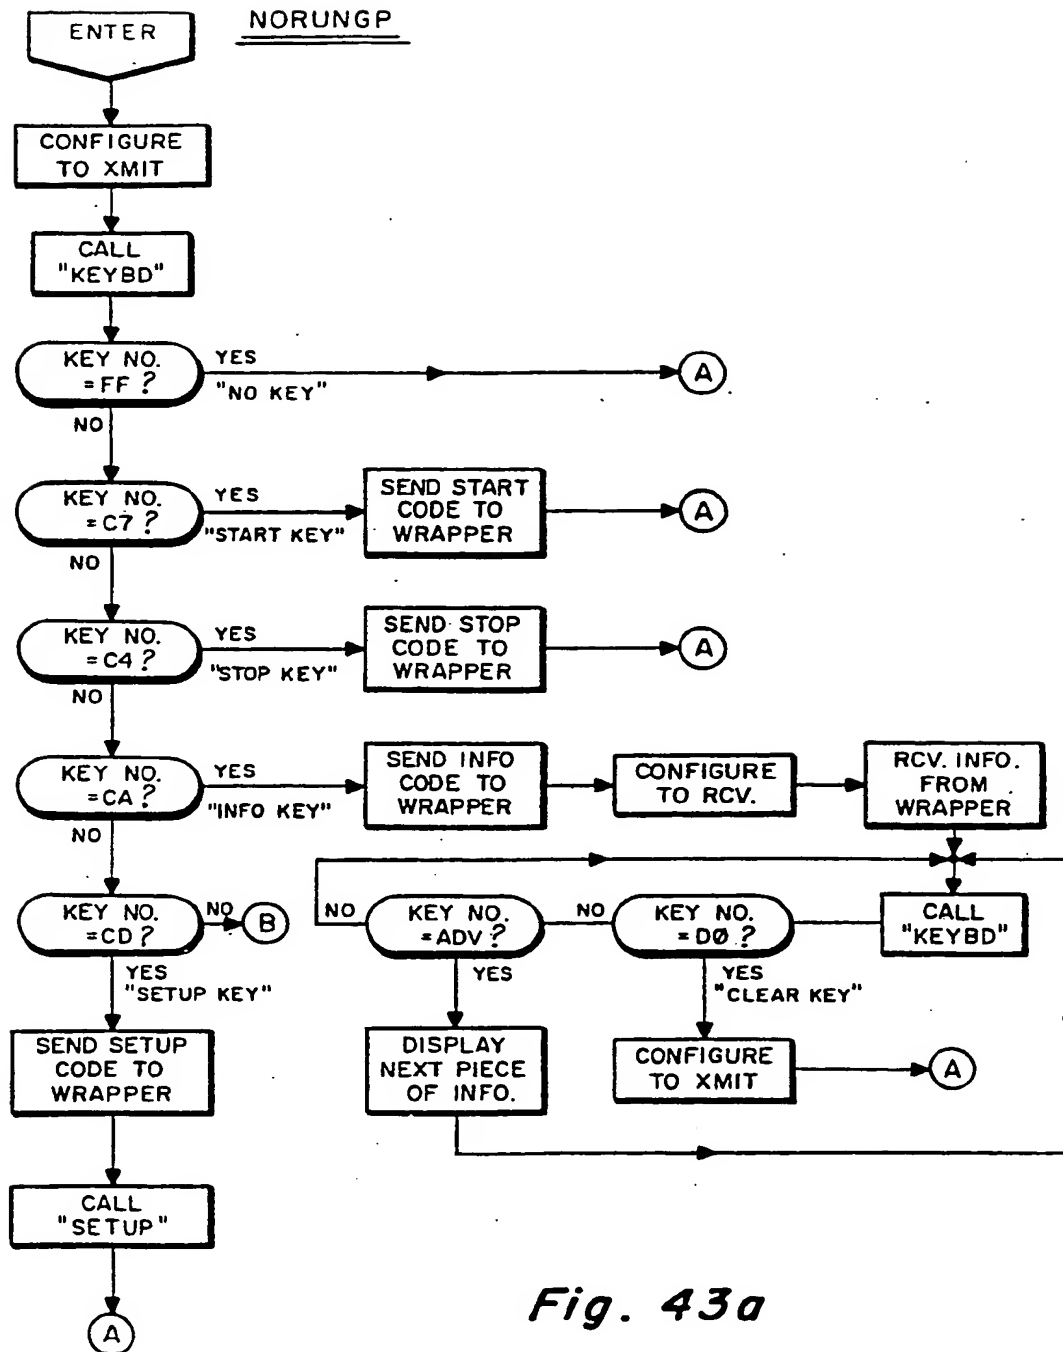 NORUNGP
ENTER
CONFIGURE
TO XMIT
CALL
"KEYBD"
KEY NO.
=FF?
YES
"NO KEY"
A
NO
KEY NO.
=C7?
YES
"START KEY"
SEND START
CODE TO
WRAPPER
A
NO
KEY NO.
=C4?
YES
"STOP KEY"
SEND STOP
CODE TO
WRAPPER
A
NO
KEY NO.
=CA?
YES
"INFO KEY"
SEND INFO
CODE TO
WRAPPER
CONFIGURE
TO RCV.
RCV. INFO.
FROM
WRAPPER
NO
KEY NO.
=CD?
NO
B
NO
KEY NO.
=ADV?
NO
KEY NO.
=DØ?
CALL
"KEYBD"
YES
"SETUP KEY"
YES
YES
"CLEAR KEY"
SEND SETUP
CODE TO
WRAPPER
DISPLAY
NEXT PIECE
OF INFO.
CONFIGURE
TO XMIT
A
CALL
"SETUP"
A
Fig. 43a